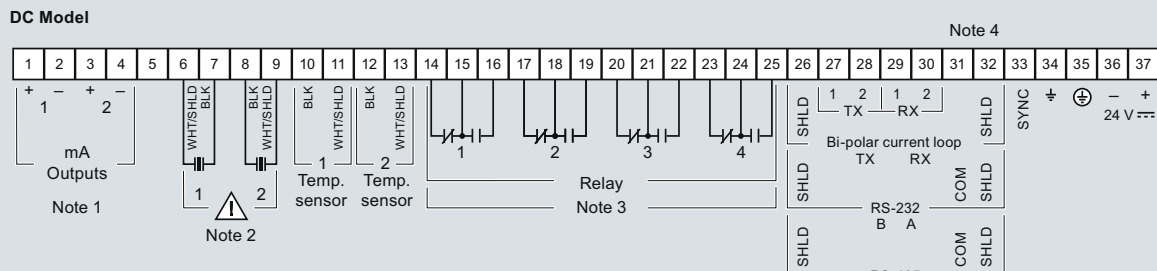 DC Model
Note 4
1 2 3 4 5 6 7 8 9 10 11 12 13 14 15 16 17 18 19 20 21 22 23 24 25 26 27 28 29 30 31 32 33 34 35 36 37
+ – + –
1 2
mA
Outputs
Note 1
WHT/SHLD
BLK
BLK
WHT/SHLD
1 2
Note 2
BLK
WHT/SHLD
1
Temp.
sensor
BLK
WHT/SHLD
2
Temp.
sensor
1 2 3 4
Relay
Note 3
SHLD
1 2 1 2
TX RX
SHLD
Bi-polar current loop
SYNC
– +
24 V
TX RX
SHLD
COM
SHLD
RS-232
B A
SHLD
COM
SHLD